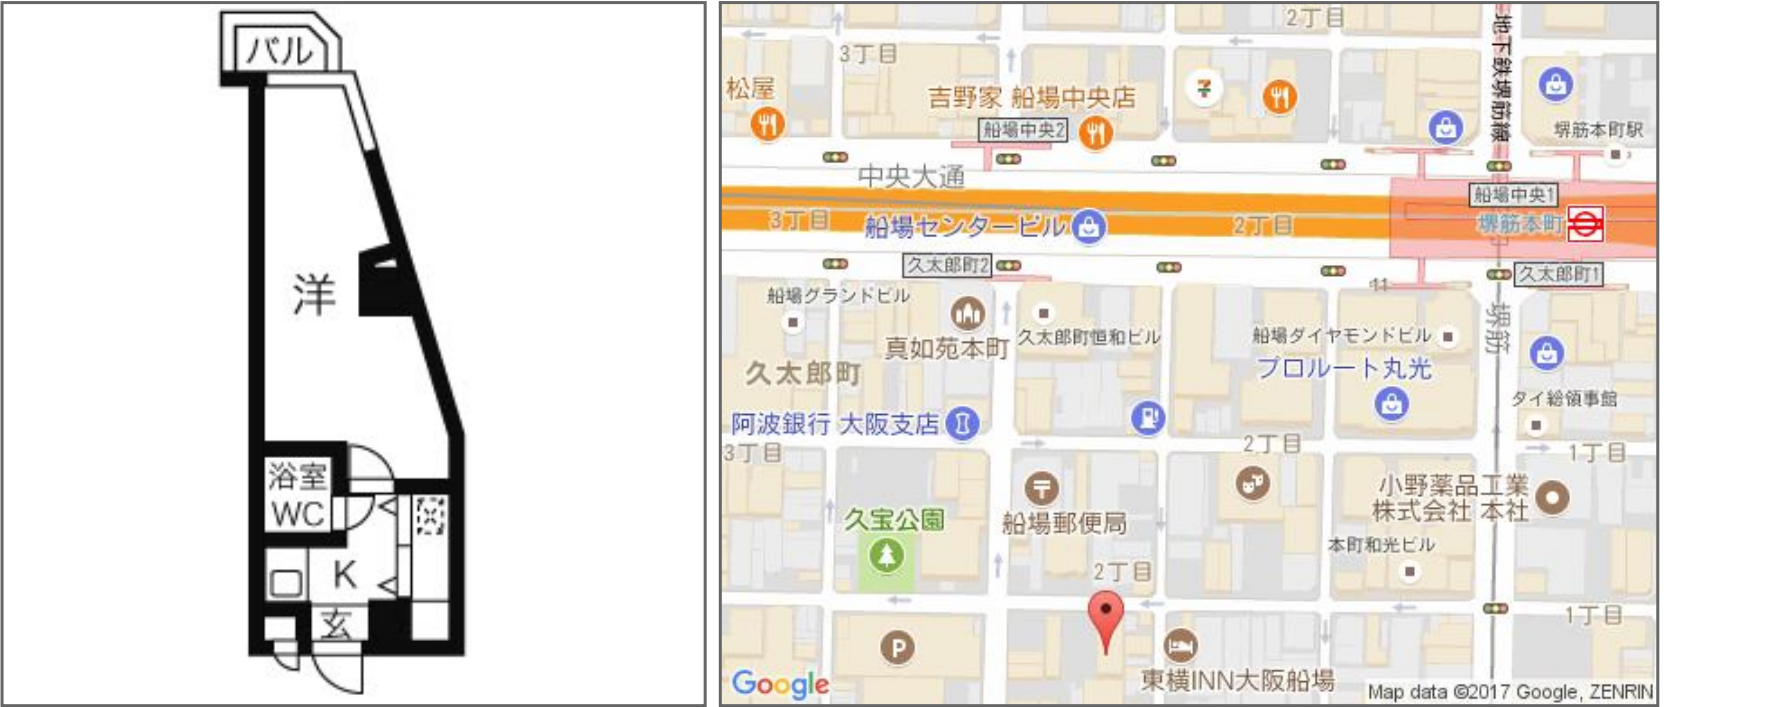 バル
洋
浴室
WC
K
玄
2丁目
3丁目
地下鉄堺筋線
松屋
吉野家 船場中央店
船場中央2
堺筋本町駅
中央大通
船場中央1
3丁目
船場センタービル
2丁目
堺筋本町
久太郎町2
久太郎町1
11
船場グランドビル
真如苑本町
久太郎町恒和ビル
船場ダイヤモンドビル
堺筋
プロルート丸光
久太郎町
タイ総領事館
阿波銀行 大阪支店
3丁目
2丁目
1丁目
小野薬品工業
株式会社 本社
久宝公園
船場郵便局
本町和光ビル
2丁目
1丁目
P
東横INN大阪船場
Google
Map data ©2017 Google, ZENRIN